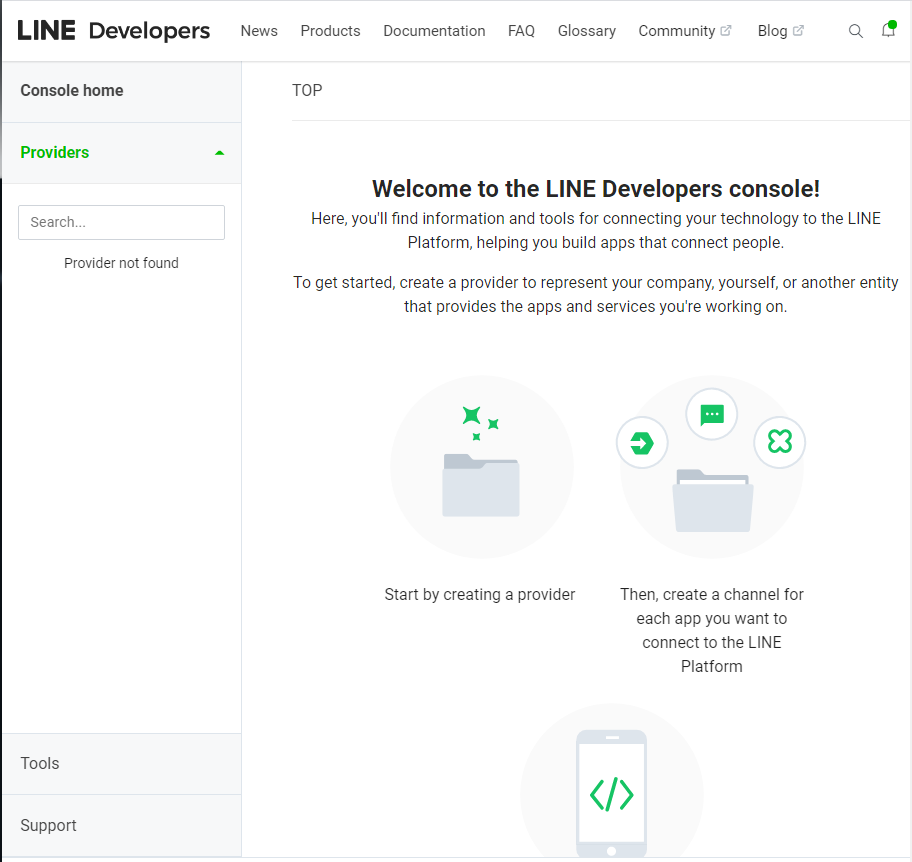 LINE Developers
News Products Documentation FAQ Glossary Community Blog
Console home
Providers
Search...
Provider not found
Tools
Support
TOP
Welcome to the LINE Developers console!
Here, you'll find information and tools for connecting your technology to the LINE
Platform, helping you build apps that connect people.
To get started, create a provider to represent your company, yourself, or another entity
that provides the apps and services you're working on.
Start by creating a provider
Then, create a channel for
each app you want to
connect to the LINE
Platform